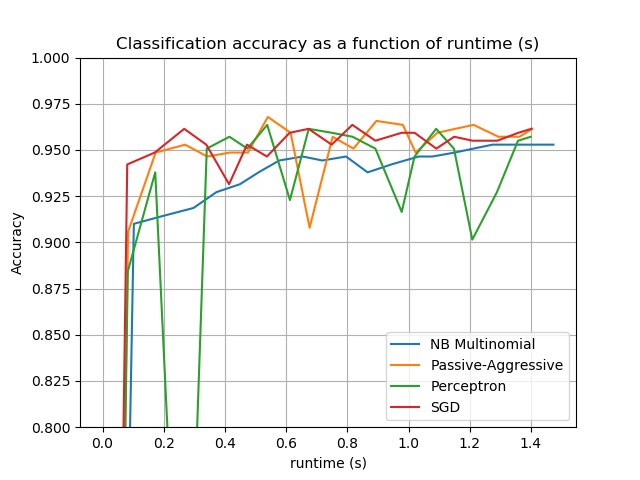 Classification accuracy as a function of runtime (s)
1.000
0.975
0.950
0.925
0.900
0.875
0.850
0.825
0.800
Accuracy
0.0 0.2 0.4 0.6 0.8 1.0 1.2 1.4
runtime (s)
NB Multinomial
Passive-Aggressive
Perceptron
SGD